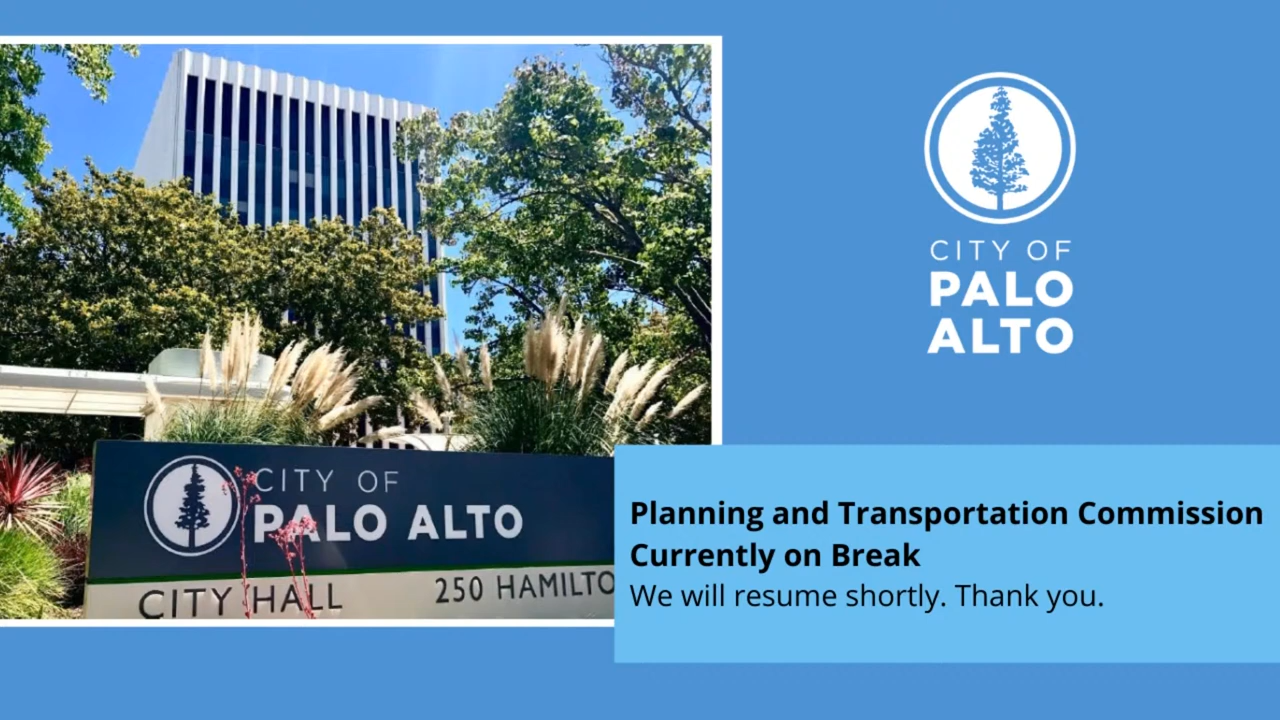 CITY OF
PALO ALTO
CITY HALL
250 HAMILTO
CITY OF
PALO
ALTO
Planning and Transportation Commission
Currently on Break
We will resume shortly. Thank you.